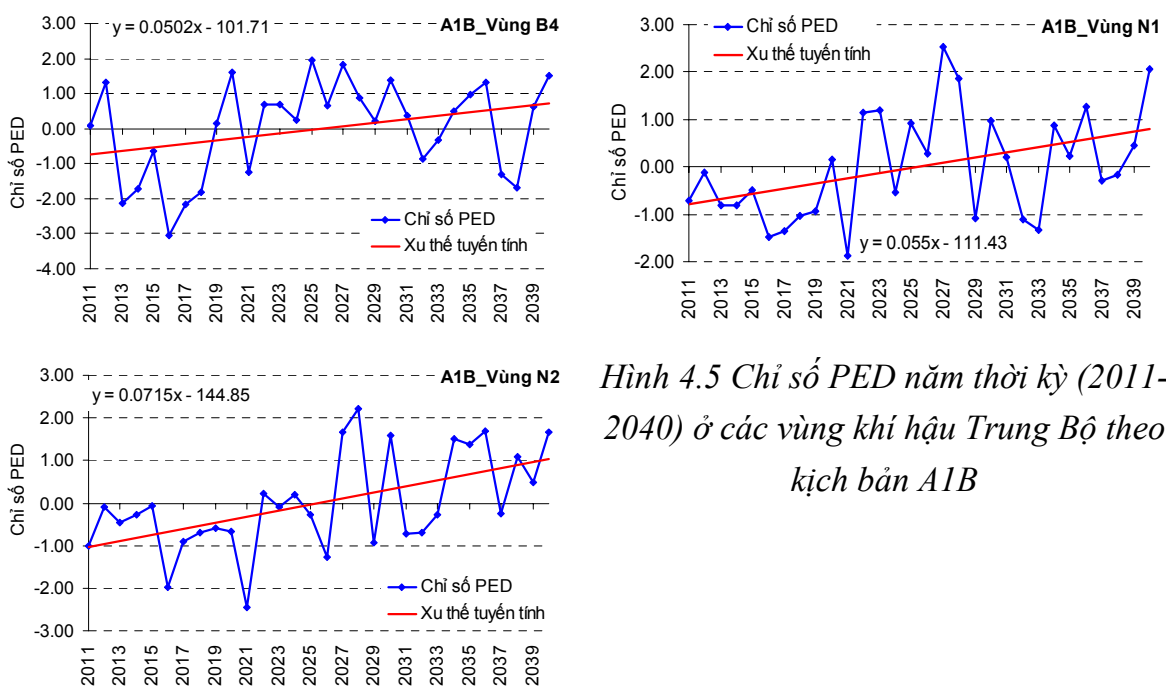 A1B_Vùng B4
y = 0.0502x - 101.71
Chỉ số PED
3.00
2.00
1.00
0.00
-1.00
-2.00
-3.00
-4.00
Chỉ số PED
Xu thế tuyến tính
2011 2013 2015 2017 2019 2021 2023 2025 2027 2029 2031 2033 2035 2037 2039
A1B_Vùng N1
Chỉ số PED
Xu thế tuyến tính
Chỉ số PED
3.00
2.00
1.00
0.00
-1.00
-2.00
y = 0.055x - 111.43
2011 2013 2015 2017 2019 2021 2023 2025 2027 2029 2031 2033 2035 2037 2039
A1B_Vùng N2
y = 0.0715x - 144.85
Chỉ số PED
3.00
2.00
1.00
0.00
-1.00
-2.00
-3.00
Chỉ số PED
Xu thế tuyến tính
2011 2013 2015 2017 2019 2021 2023 2025 2027 2029 2031 2033 2035 2037 2039
Hình 4.5 Chỉ số PED năm thời kỳ (2011-
2040) ở các vùng khí hậu Trung Bộ theo
kịch bản A1B